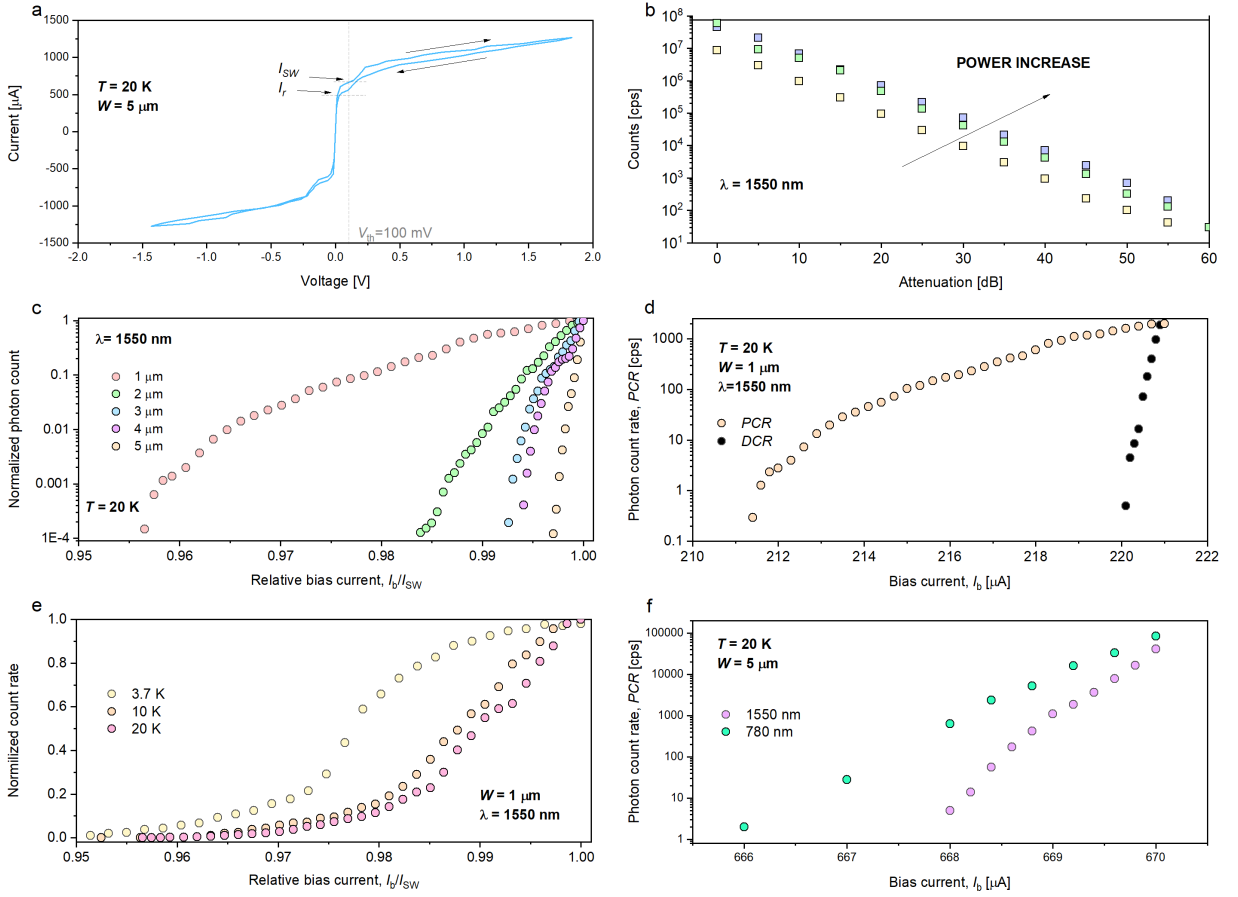 a
1500
1000
500
0
-500
-1000
-1500
Current [μA]
-2.0 -1.5 -1.0 -0.5 0.0 0.5 1.0 1.5 2.0
Voltage [V]
T = 20 K
W = 5 μm
I_SW
I_r
V_th=100 mV
b
10^8
10^7
10^6
10^5
10^4
10^3
10^2
10^1
Counts [cps]
0 10 20 30 40 50 60
Attenuation [dB]
POWER INCREASE
λ = 1550 nm
c
1
0.1
0.01
0.001
1E-4
Normalized photon count
0.95 0.96 0.97 0.98 0.99 1.00
Relative bias current, I_b/I_SW
λ= 1550 nm
1 μm
2 μm
3 μm
4 μm
5 μm
T = 20 K
d
1000
100
10
1
0.1
Photon count rate, PCR [cps]
210 212 214 216 218 220 222
Bias current, I_b [μA]
T = 20 K
W = 1 μm
λ=1550 nm
PCR
DCR
e
1.0
0.8
0.6
0.4
0.2
0.0
Normilized count rate
0.95 0.96 0.97 0.98 0.99 1.00
Relative bias current, I_b/I_SW
3.7 K
10 K
20 K
W = 1 μm
λ = 1550 nm
f
100000
10000
1000
100
10
1
Photon count rate, PCR [cps]
666 667 668 669 670
Bias current, I_b [μA]
T = 20 K
W = 5 μm
1550 nm
780 nm